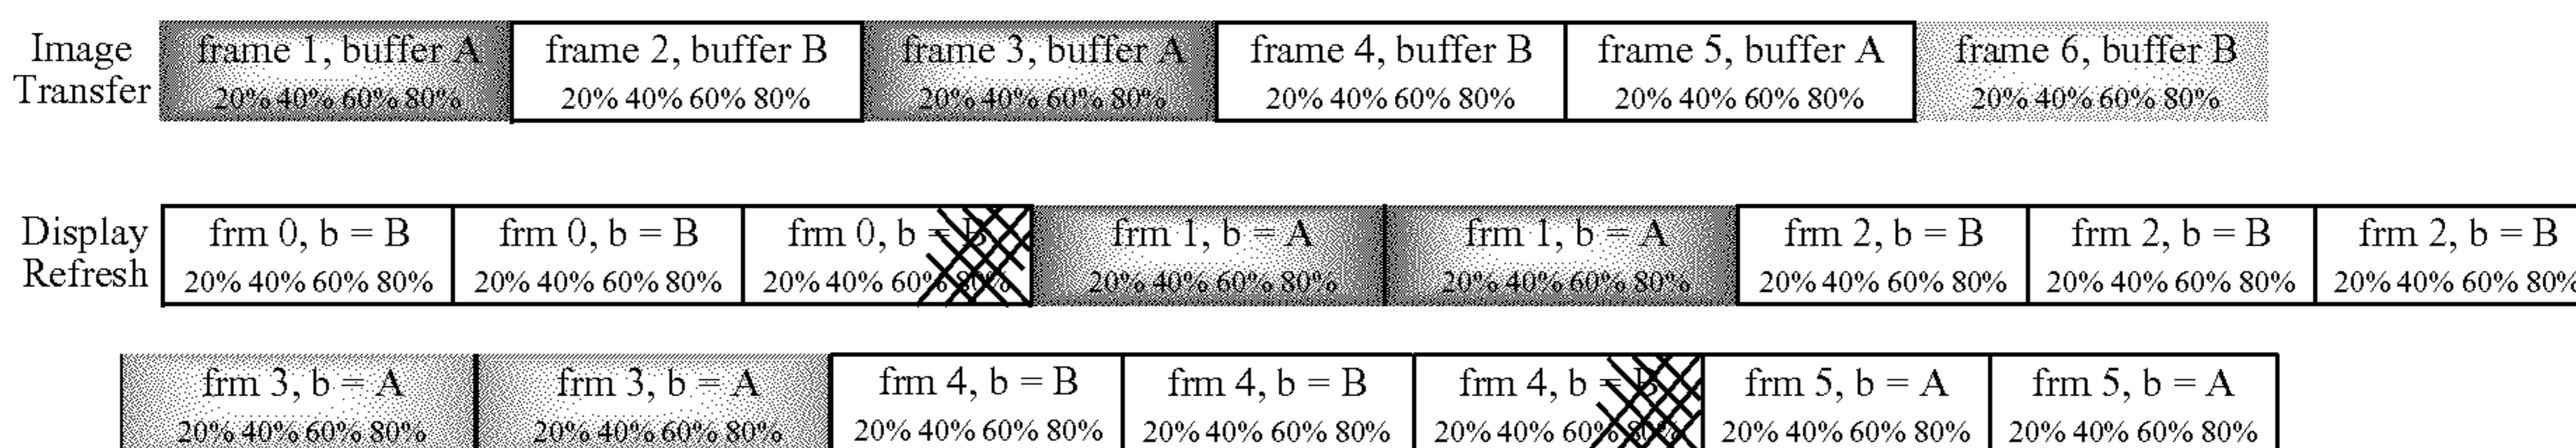 Image Transfer
frame 1, buffer A
20% 40% 60% 80%
frame 2, buffer B
20% 40% 60% 80%
frame 3, buffer A
20% 40% 60% 80%
frame 4, buffer B
20% 40% 60% 80%
frame 5, buffer A
20% 40% 60% 80%
frame 6, buffer B
20% 40% 60% 80%
Display Refresh
frm 0, b = B
20% 40% 60% 80%
frm 0, b = B
20% 40% 60% 80%
frm 0, b = B
20% 40% 60% 80%
frm 1, b = A
20% 40% 60% 80%
frm 1, b = A
20% 40% 60% 80%
frm 2, b = B
20% 40% 60% 80%
frm 2, b = B
20% 40% 60% 80%
frm 2, b = B
20% 40% 60% 80%
frm 3, b = A
20% 40% 60% 80%
frm 3, b = A
20% 40% 60% 80%
frm 4, b = B
20% 40% 60% 80%
frm 4, b = B
20% 40% 60% 80%
frm 4, b = B
20% 40% 60% 80%
frm 5, b = A
20% 40% 60% 80%
frm 5, b = A
20% 40% 60% 80%